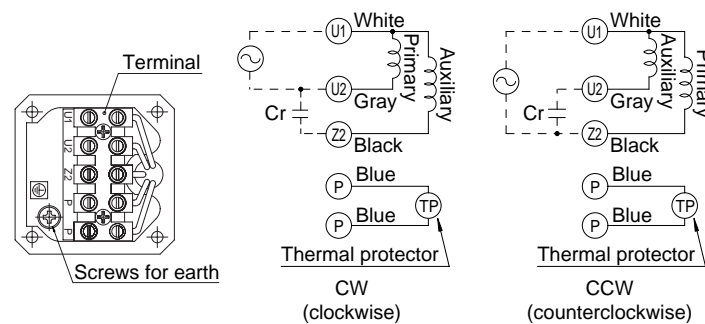 Terminal
U1
U2
Z2
P
P
Screws for earth
U1
White
Primary
Auxiliary
U2
Gray
Cr
Z2
Black
P
Blue
TP
P
Blue
Thermal protector
CW
(clockwise)
U1
White
Auxiliary
Primary
U2
Gray
Cr
Z2
Black
P
Blue
TP
P
Blue
Thermal protector
CCW
(counterclockwise)